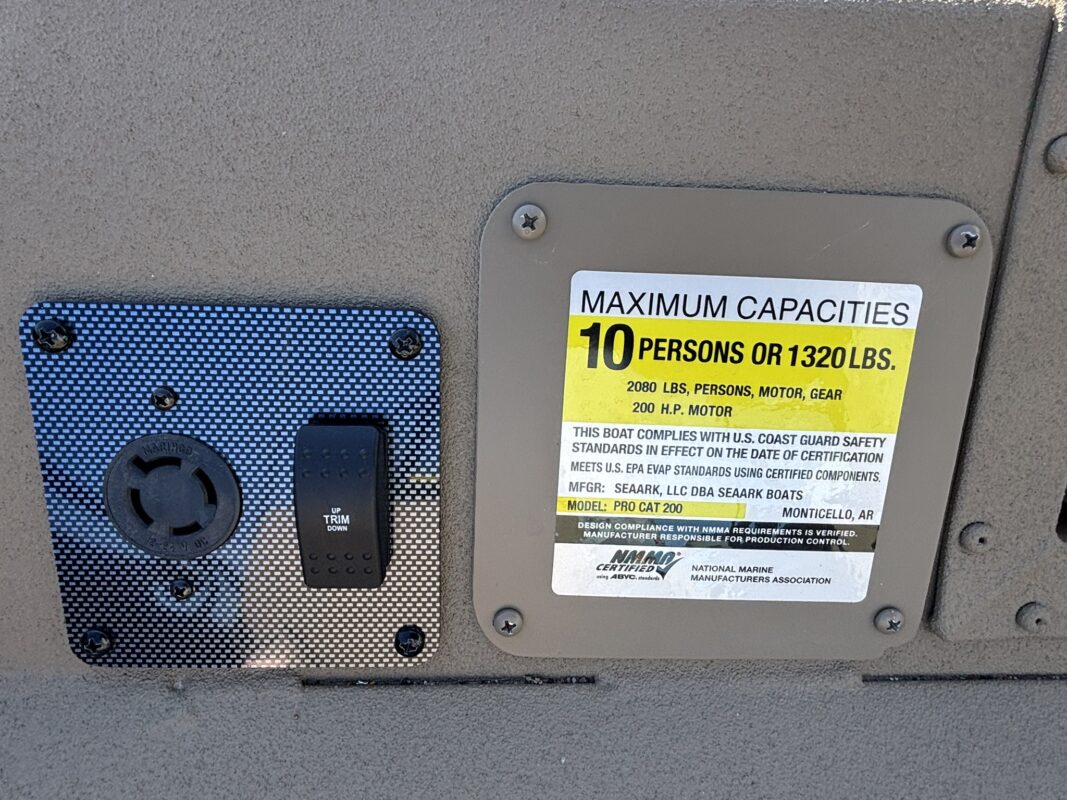 MARINCO
UP
TRIM
DOWN
MAXIMUM CAPACITIES
10 PERSONS OR 1320 LBS.
2080 LBS, PERSONS, MOTOR, GEAR
200 H.P. MOTOR
THIS BOAT COMPLIES WITH U.S. COAST GUARD SAFETY
STANDARDS IN EFFECT ON THE DATE OF CERTIFICATION
MEETS U.S. EPA EVAP STANDARDS USING CERTIFIED COMPONENTS.
MFGR: SEAARK, LLC DBA SEAARK BOATS
MODEL: PRO CAT 200 MONTICELLO, AR
DESIGN COMPLIANCE WITH NMMA REQUIREMENTS IS VERIFIED.
MANUFACTURER RESPONSIBLE FOR PRODUCTION CONTROL.
NMMA
CERTIFIED
using ABYC. standards
NATIONAL MARINE
MANUFACTURERS ASSOCIATION